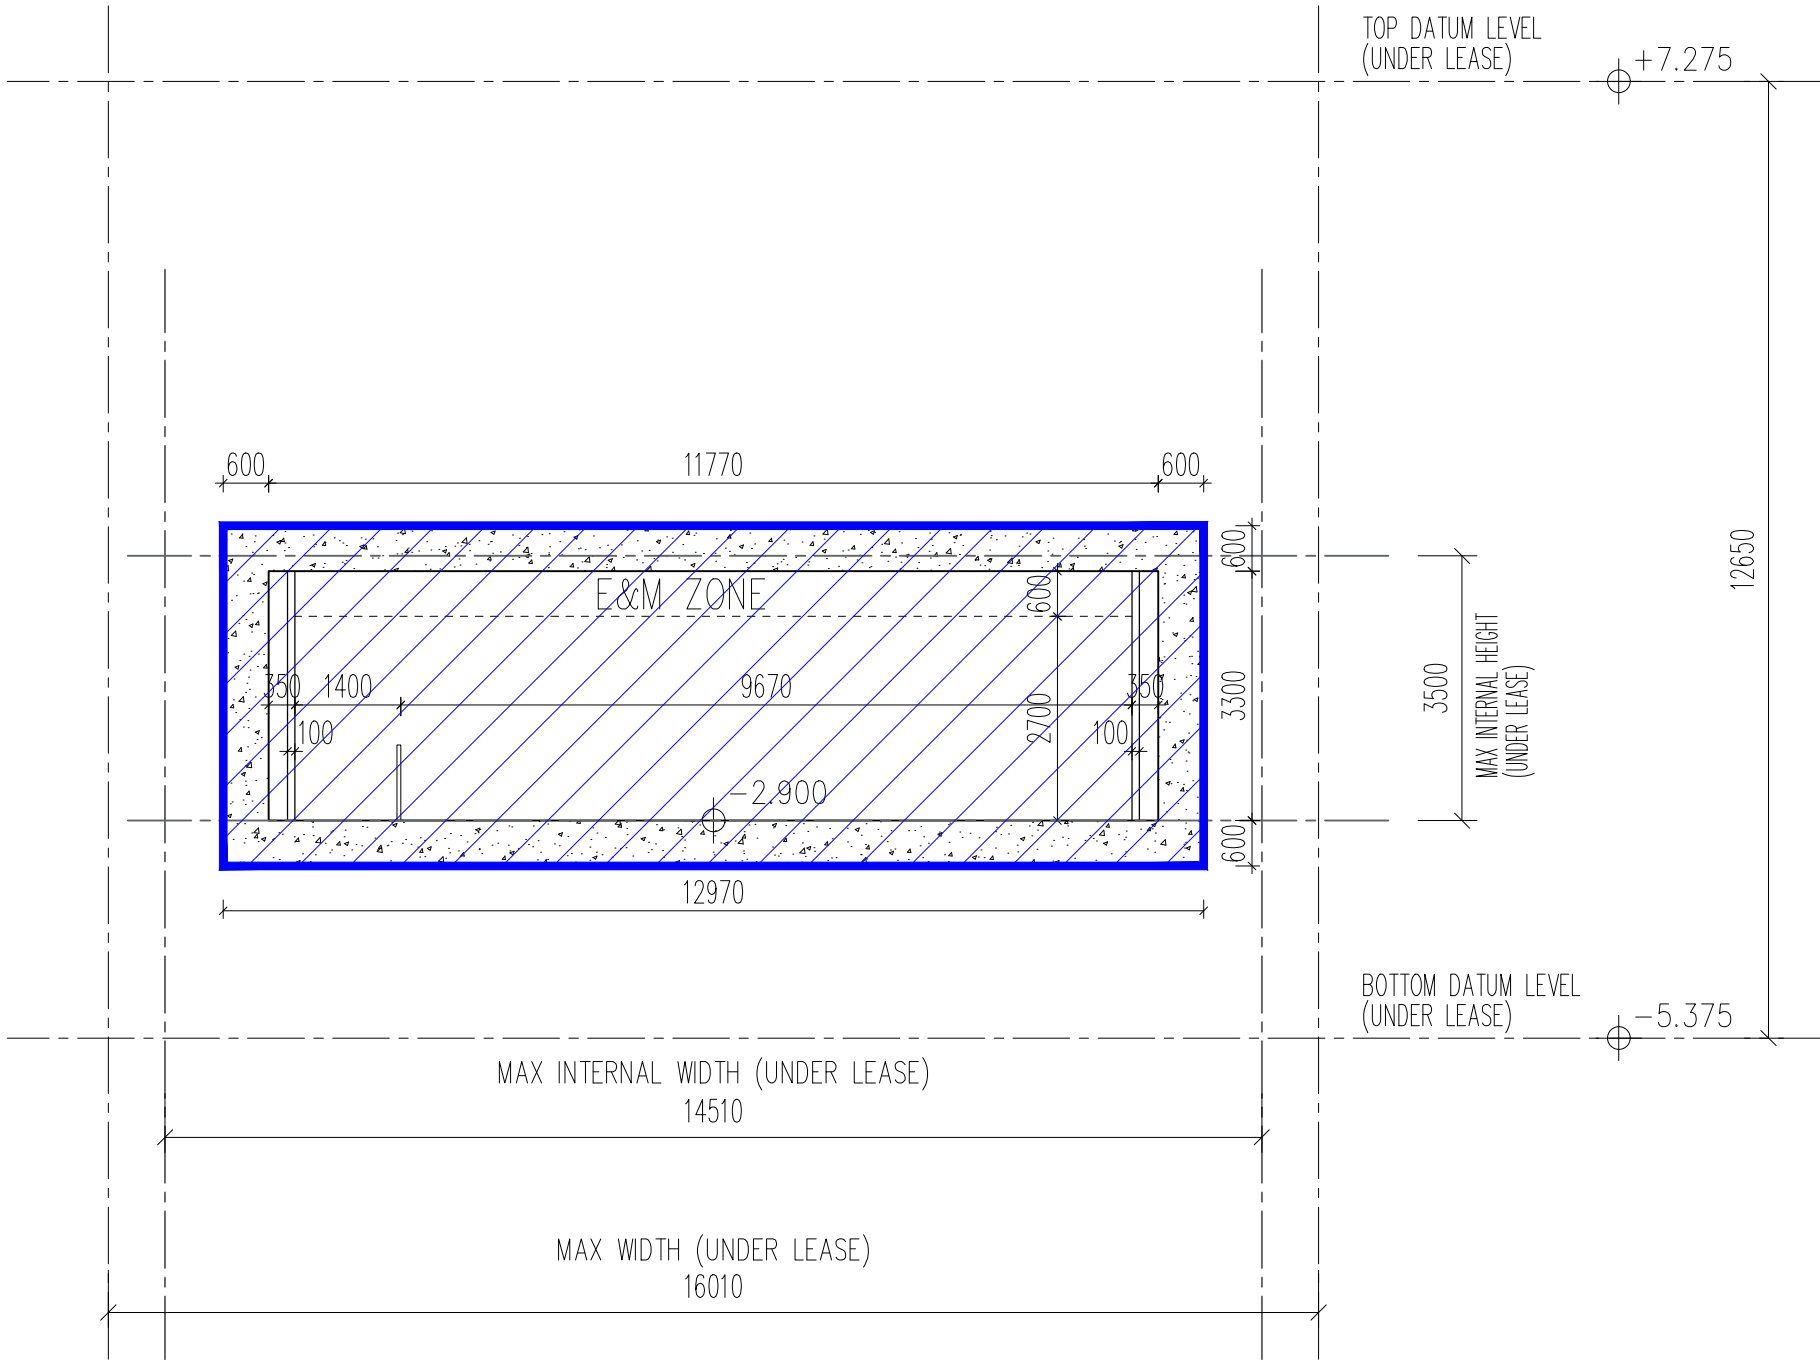 TOP DATUM LEVEL
(UNDER LEASE)
+7.275
600
11770
600
600
12650
E&M ZONE
600
MAX INTERNAL HEIGHT
(UNDER LEASE)
3500
3300
350
1400
9670
350
2700
100
100
-2.900
600
12970
BOTTOM DATUM LEVEL
(UNDER LEASE)
-5.375
MAX INTERNAL WIDTH (UNDER LEASE)
14510
MAX WIDTH (UNDER LEASE)
16010